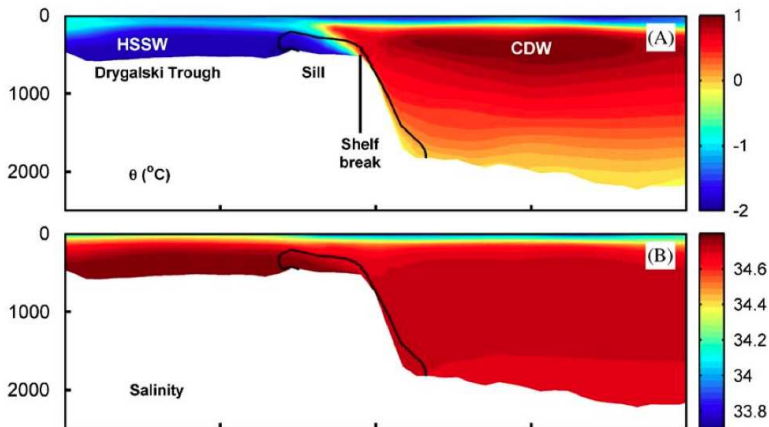 0
HSSW
CDW
(A)
1
Drygalski Trough
Sill
1000
0
Shelf
break
-1
2000
θ (°C)
-2
0
(B)
34.6
1000
34.4
34.2
2000
Salinity
34
33.8